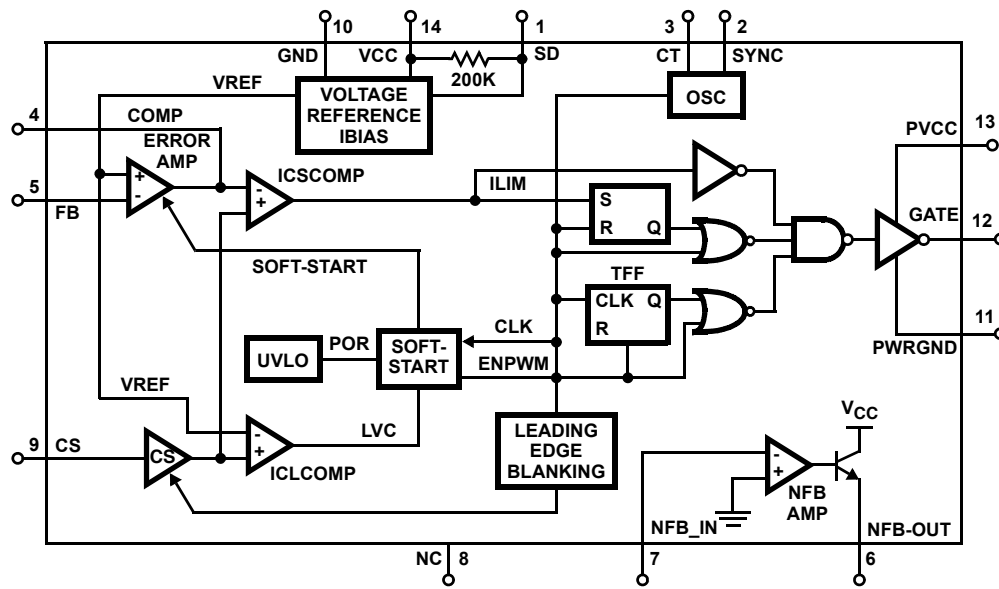 10
14
1
3
2
GND
VCC
SD
CT
SYNC
200K
VREF
VOLTAGE
REFERENCE
IBIAS
OSC
4
COMP
13
PVCC
ERROR
AMP
+
-
ICSCOMP
-
+
ILIM
5
FB
S
R
Q
GATE
12
SOFT-START
TFF
CLK
Q
R
11
PWRGND
UVLO
POR
SOFT-
START
CLK
ENPWM
VREF
LVC
9
CS
CS
-
+
ICLCOMP
LEADING
EDGE
BLANKING
VCC
-
+
NFB
AMP
NFB_IN
NFB-OUT
NC
8
7
6